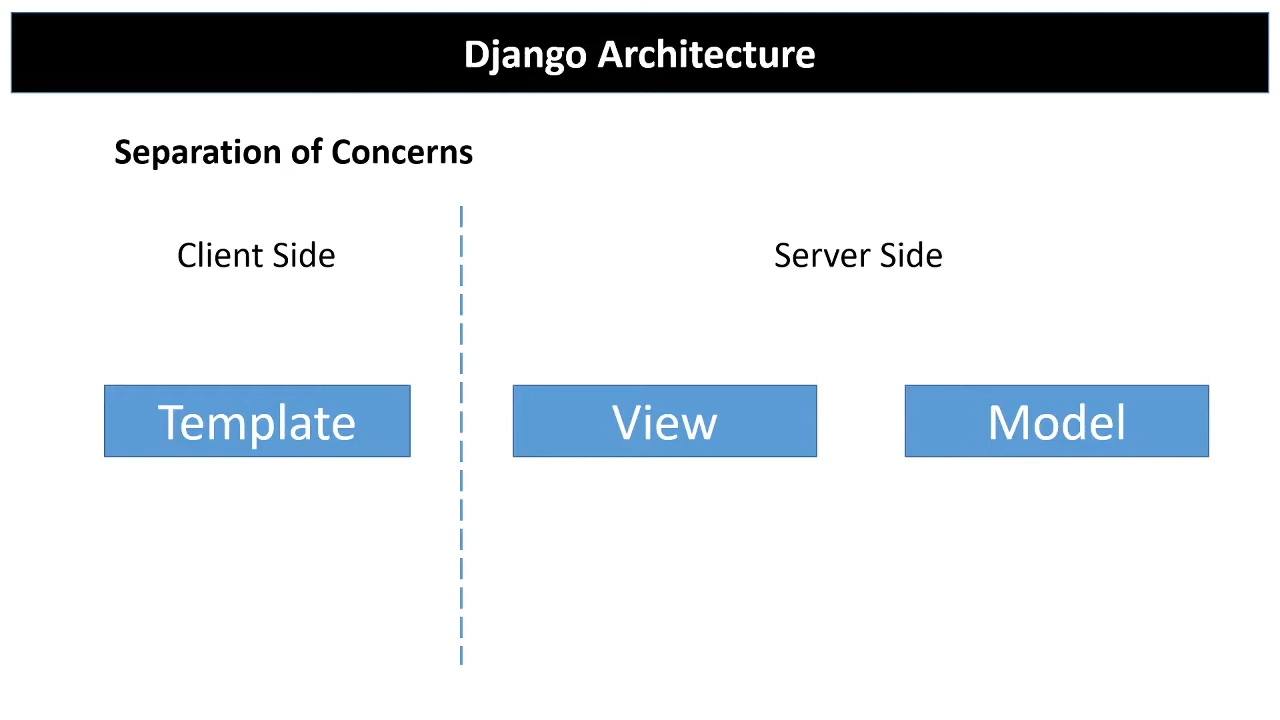 Django Architecture
Separation of Concerns
Client Side
Server Side
Template
View
Model